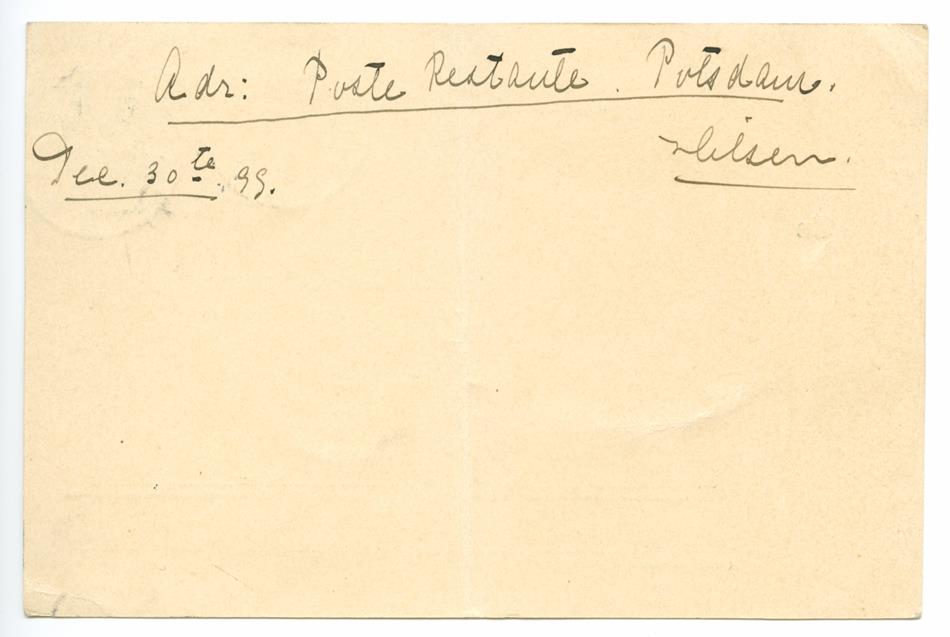 Adr: Poste Restante. Potsdam.
Dec. 30te 99.